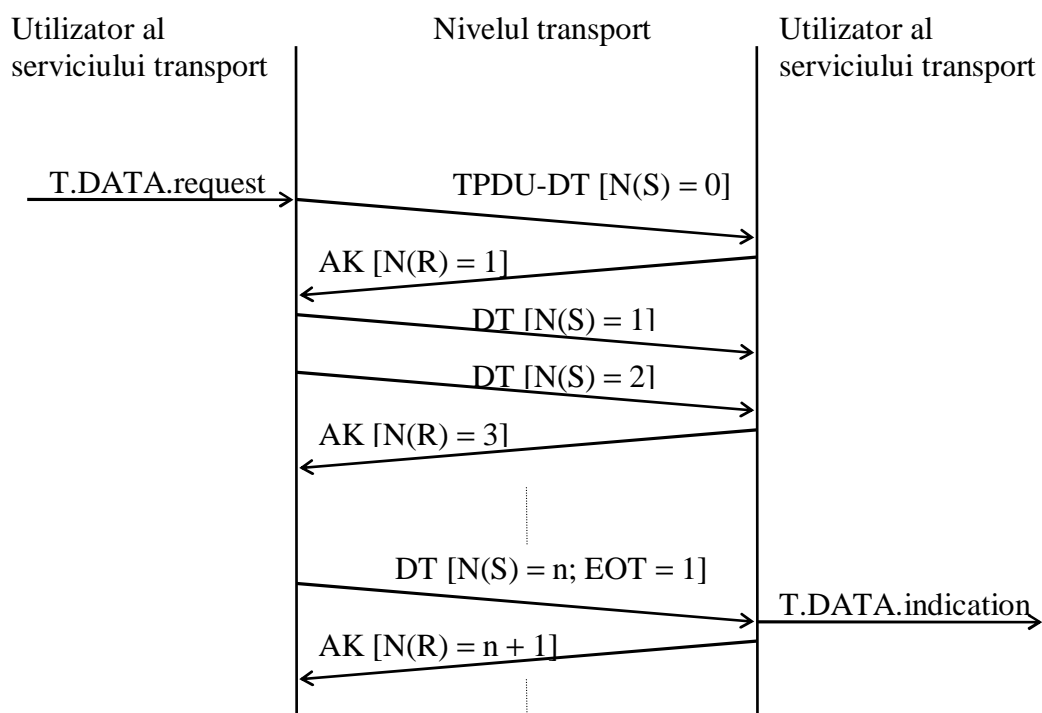 Utilizator al
serviciului transport
Nivelul transport
Utilizator al
serviciului transport
T.DATA.request
TPDU-DT [N(S) = 0]
AK [N(R) = 1]
DT [N(S) = 1]
DT [N(S) = 2]
AK [N(R) = 3]
DT [N(S) = n; EOT = 1]
T.DATA.indication
AK [N(R) = n + 1]